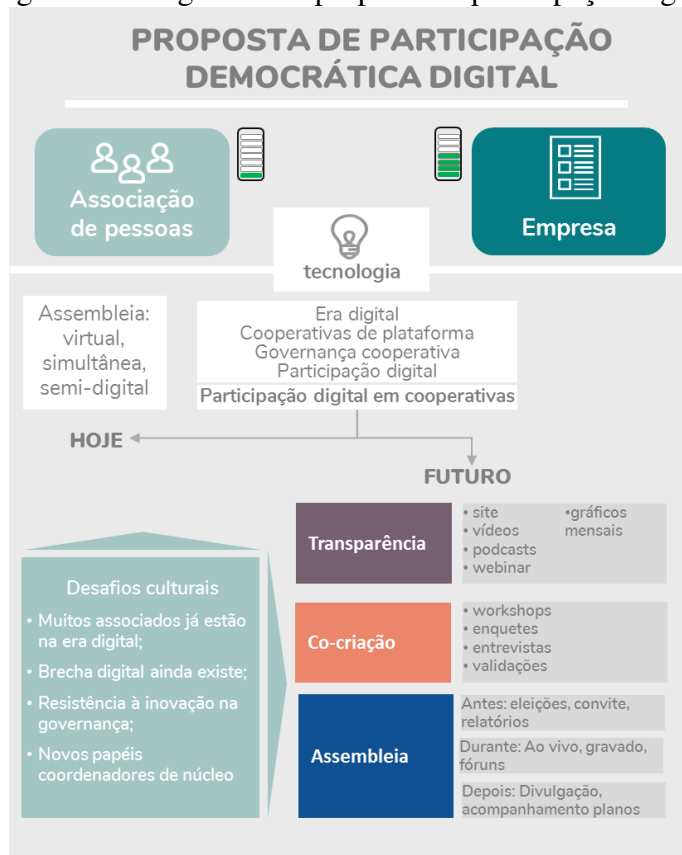 PROPOSTA DE PARTICIPAÇÃO
DEMOCRÁTICA DIGITAL
Associação
de pessoas
Empresa
tecnologia
Assembleia:
virtual,
simultânea,
semi-digital
Era digital
Cooperativas de plataforma
Governança cooperativa
Participação digital
Participação digital em cooperativas
HOJE
FUTURO
Desafios culturais
• Muitos associados já estão
na era digital;
• Brecha digital ainda existe;
• Resistência à inovação na
governança;
• Novos papéis
coordenadores de núcleo
Transparência
• site
• vídeos
• podcasts
• webinar
•gráficos
mensais
Co-criação
• workshops
• enquetes
• entrevistas
• validações
Assembleia
Antes: eleições, convite,
relatórios
Durante: Ao vivo, gravado,
fóruns
Depois: Divulgação,
acompanhamento planos